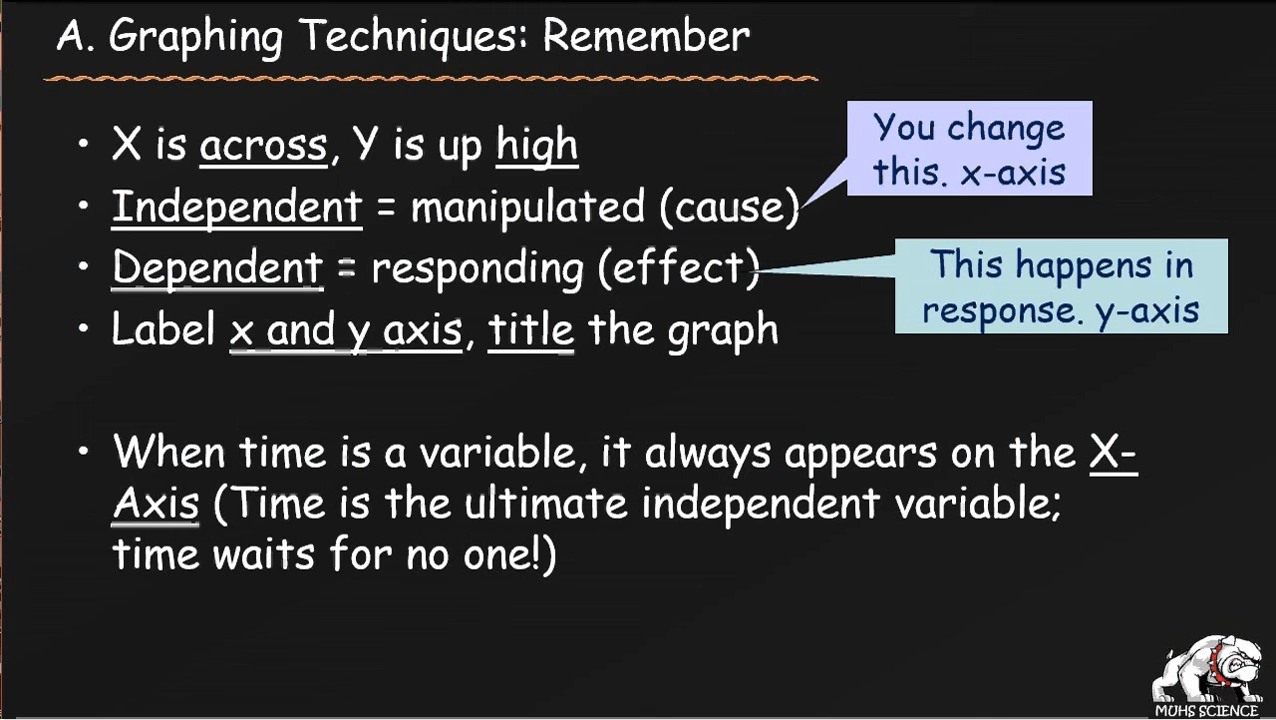 A. Graphing Techniques: Remember
• X is across, Y is up high
You change
this. x-axis
• Independent = manipulated (cause)
• Dependent = responding (effect)
This happens in
response. y-axis
• Label x and y axis, title the graph
• When time is a variable, it always appears on the X-
Axis (Time is the ultimate independent variable;
time waits for no one!)
MUHS SCIENCE